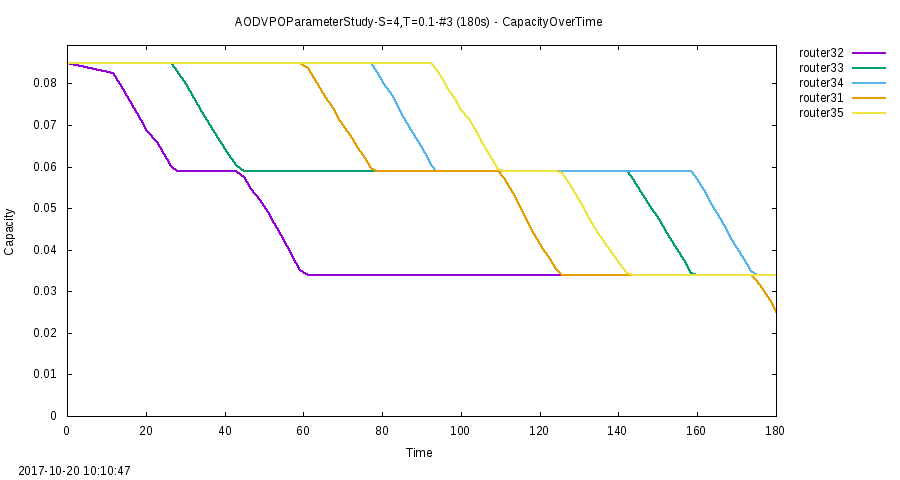 AODVPOParameterStudy-S=4,T=0.1-#3 (180s) - CapacityOverTime
router32
router33
router34
router31
router35
0.08
0.07
0.06
0.05
0.04
0.03
0.02
0.01
0
Capacity
0 20 40 60 80 100 120 140 160 180
Time
2017-10-20 10:10:47